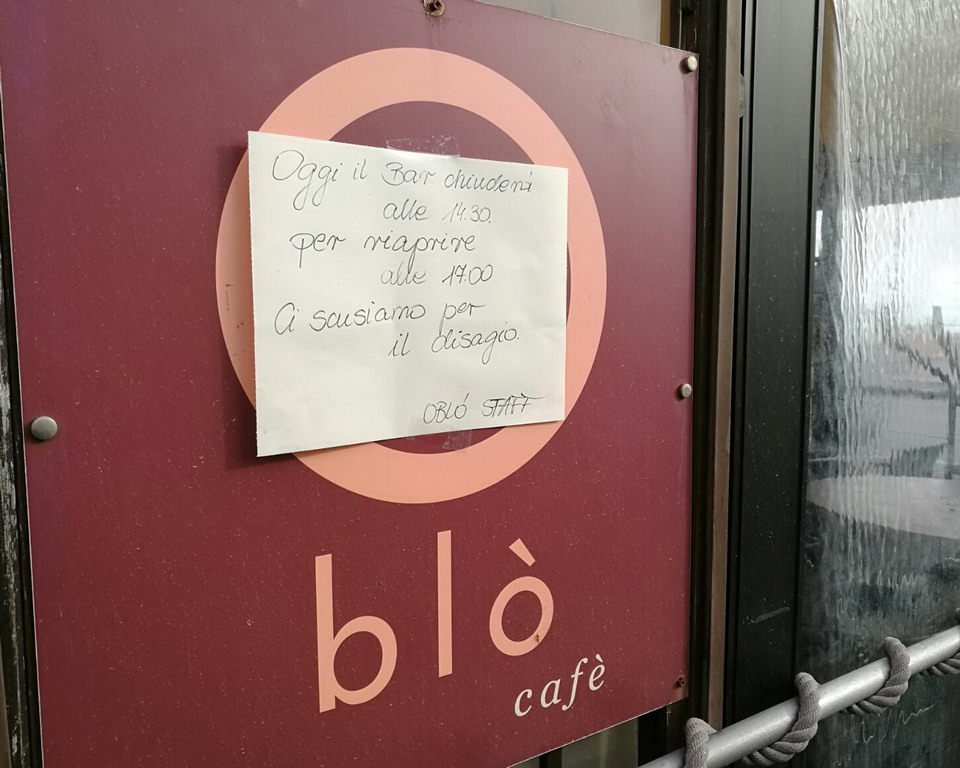 Oggi il Bar chiuderà
alle 14.30.
per riaprire
alle 17.00
Ci scusiamo per
il disagio.
OBLÓ STAFF
blò
cafè